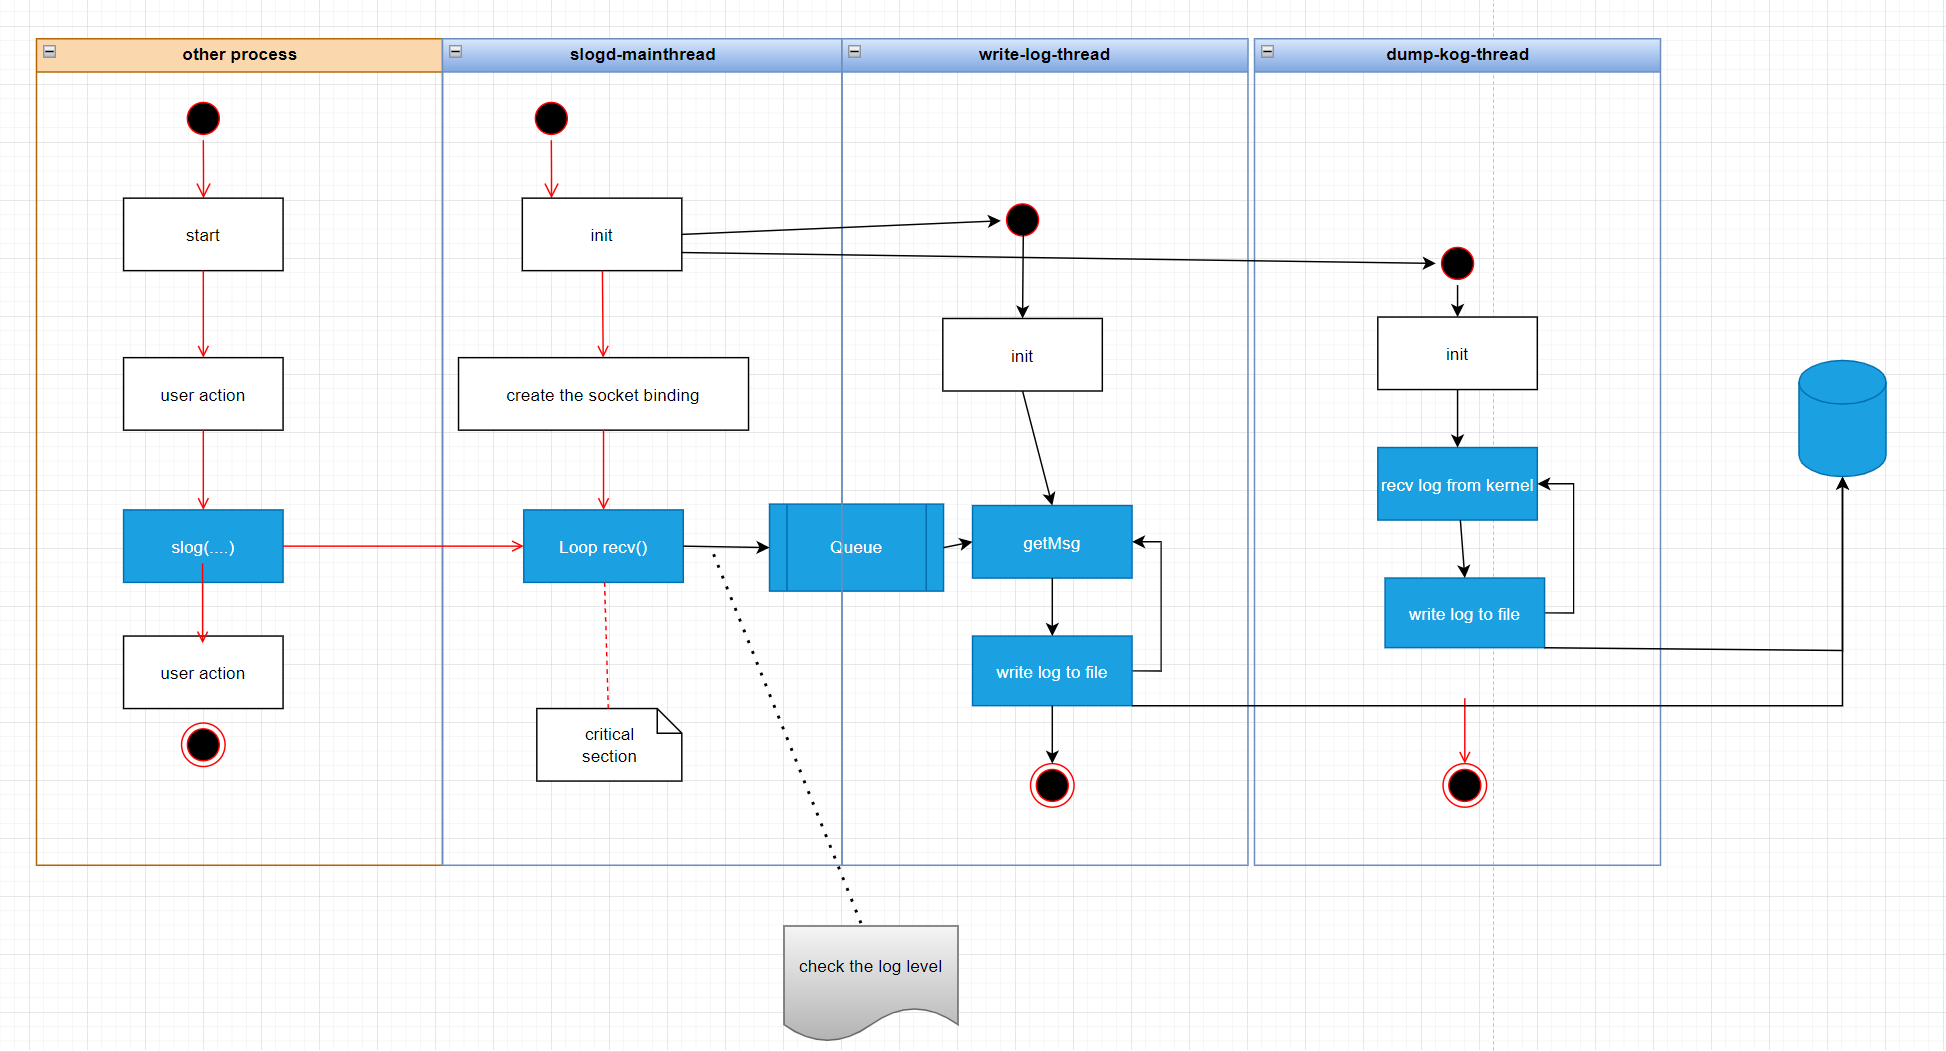 other process
slogd-mainthread
write-log-thread
dump-kog-thread
start
init
init
init
user action
create the socket binding
recv log from kernel
slog(....)
Loop recv()
Queue
getMsg
write log to file
user action
write log to file
critical
section
check the log level